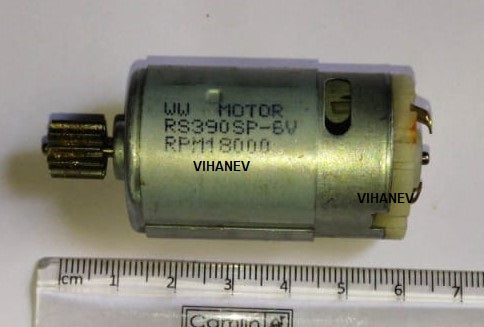 WW MOTOR
RS390SP-6V
RPM18000
VIHANEV
VIHANEV
cm 1 2 3 4 5 6 7
Camlin